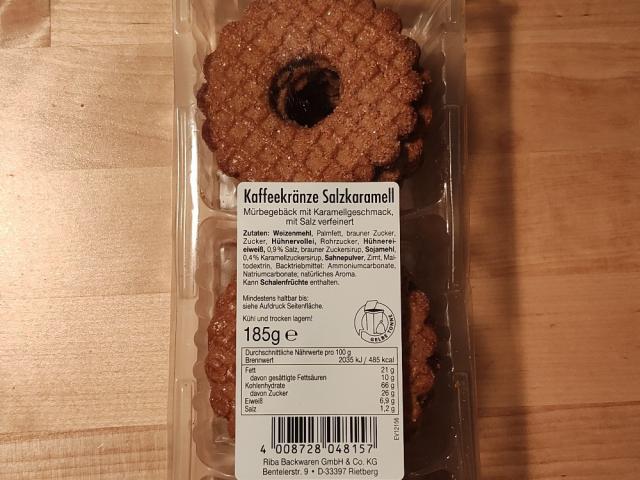 Kaffeekränze Salzkaramell
Mürbegebäck mit Karamellgeschmack,
mit Salz verfeinert
Zutaten: Weizenmehl, Palmfett, brauner Zucker,
Zucker, Hühnervollei, Rohrzucker, Hühnerei-
eiweiß, 0,9% Salz, brauner Zuckersirup, Sojamehl,
0,4% Karamellzuckersirup, Sahnepulver, Zimt, Mal-
todextrin, Backtriebmittel: Ammoniumcarbonate,
Natriumcarbonate; natürliches Aroma.
Kann Schalenfrüchte enthalten.
Mindestens haltbar bis:
siehe Aufdruck Seitenfläche.
Kühl und trocken lagern!
185g e
GELBE TONNE
Durchschnittliche Nährwerte pro 100 g
Brennwert 2035 kJ / 485 kcal
Fett 21 g
davon gesättigte Fettsäuren 10 g
Kohlenhydrate 66 g
davon Zucker 26 g
Eiweiß 6,9 g
Salz 1,2 g
EV12156
4 008728 048157
Riba Backwaren GmbH & Co. KG
Bentelerstr. 9 • D-33397 Rietberg